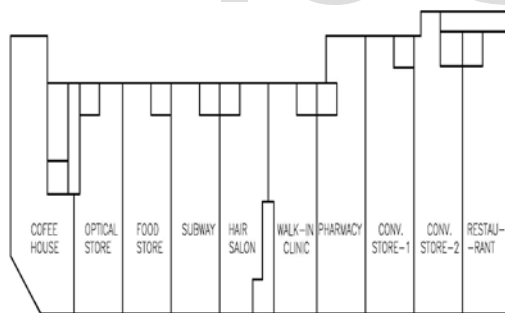 COFEE
HOUSE
OPTICAL
STORE
FOOD
STORE
SUBWAY
HAIR
SALON
WALK-IN
CLINIC
PHARMACY
CONV.
STORE-1
CONV.
STORE-2
RESTAU-
-RANT